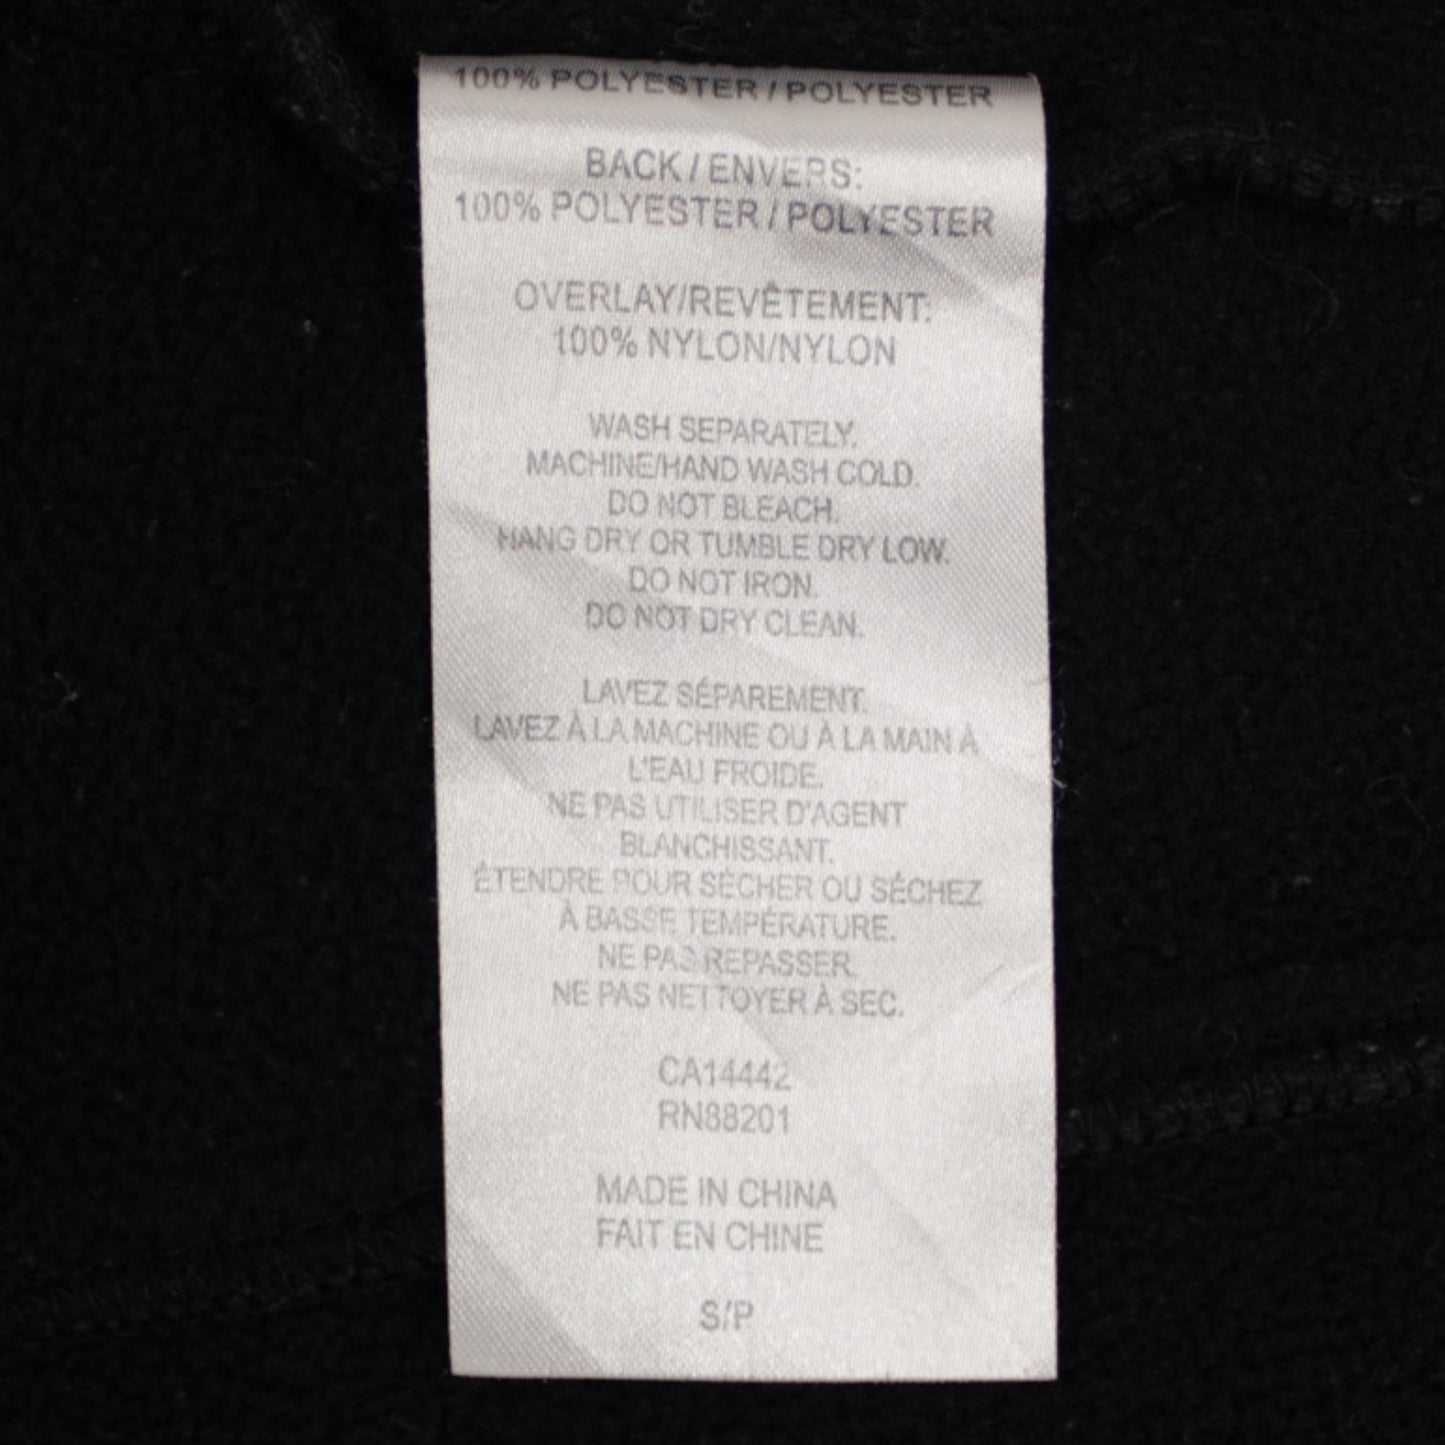 100% POLYESTER / POLYESTER
BACK / ENVERS:
100% POLYESTER / POLYESTER
OVERLAY/REVÊTEMENT:
100% NYLON/NYLON
WASH SEPARATELY.
MACHINE/HAND WASH COLD.
DO NOT BLEACH.
HANG DRY OR TUMBLE DRY LOW.
DO NOT IRON.
DO NOT DRY CLEAN.
LAVEZ SÉPAREMENT.
LAVEZ À LA MACHINE OU À LA MAIN À
L'EAU FROIDE.
NE PAS UTILISER D'AGENT
BLANCHISSANT.
ÉTENDRE POUR SÉCHER OU SÉCHEZ
À BASSE TEMPÉRATURE.
NE PAS REPASSER.
NE PAS NETTOYER À SEC.
CA14442
RN88201
MADE IN CHINA
FAIT EN CHINE
S/P